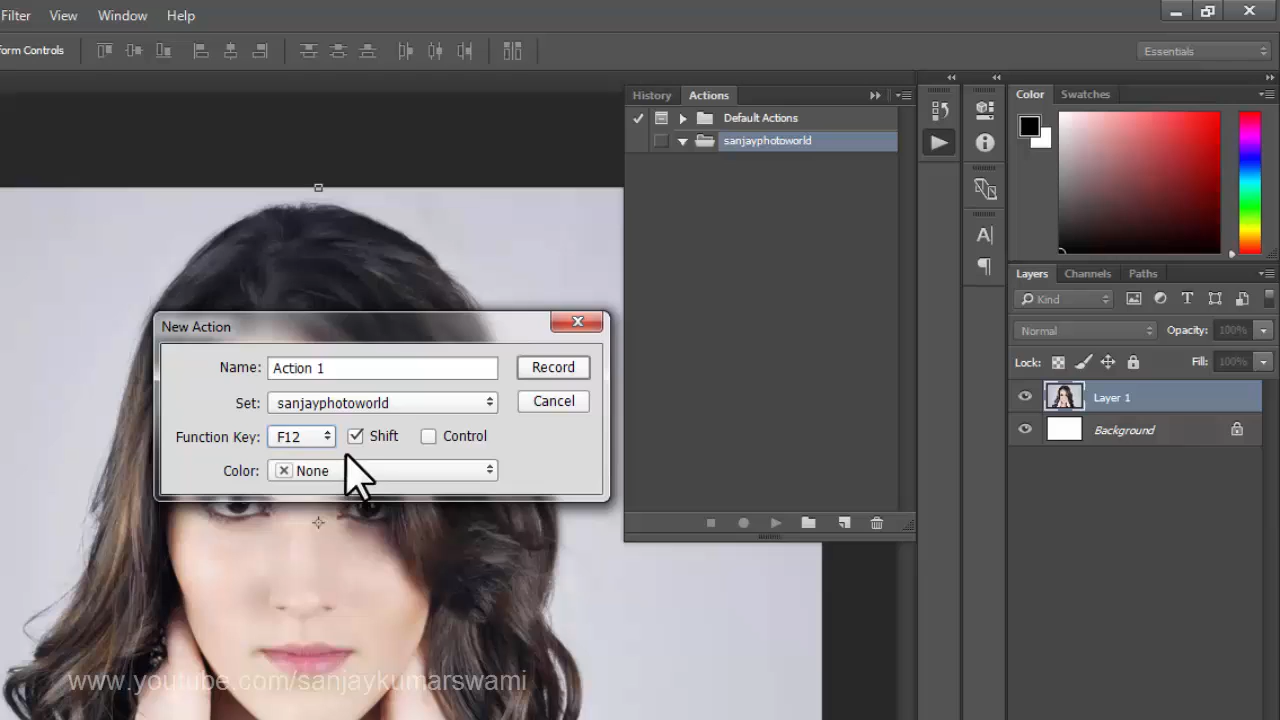 Filter View Window Help
form Controls
Essentials
History Actions
Default Actions
sanjayphotoworld
Color Swatches
Layers Channels Paths
Kind
T
Normal Opacity: 100%
Lock: Fill: 100%
Layer 1
Background
A
New Action
Name: Action 1 Record
Set: sanjayphotoworld Cancel
Function Key: F12 Shift Control
Color: None
www.youtube.com/sanjaykumarswami